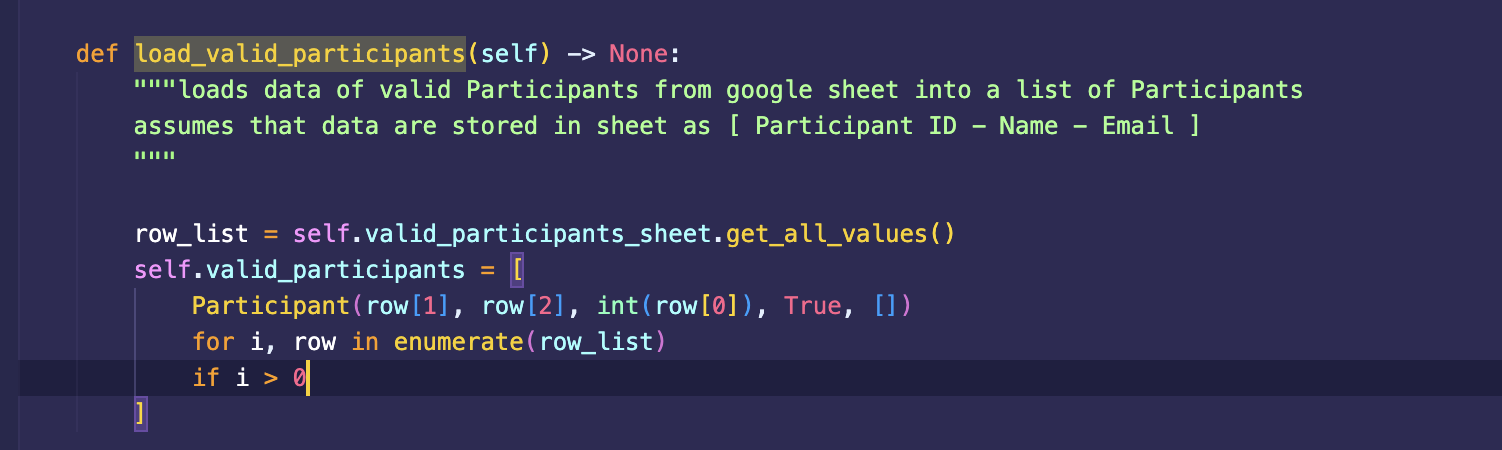 def load_valid_participants(self) -> None:
"""loads data of valid Participants from google sheet into a list of Participants
assumes that data are stored in sheet as [ Participant ID - Name - Email ]
"""
row_list = self.valid_participants_sheet.get_all_values()
self.valid_participants = [
Participant(row[1], row[2], int(row[0]), True, [])
for i, row in enumerate(row_list)
if i > 0
]